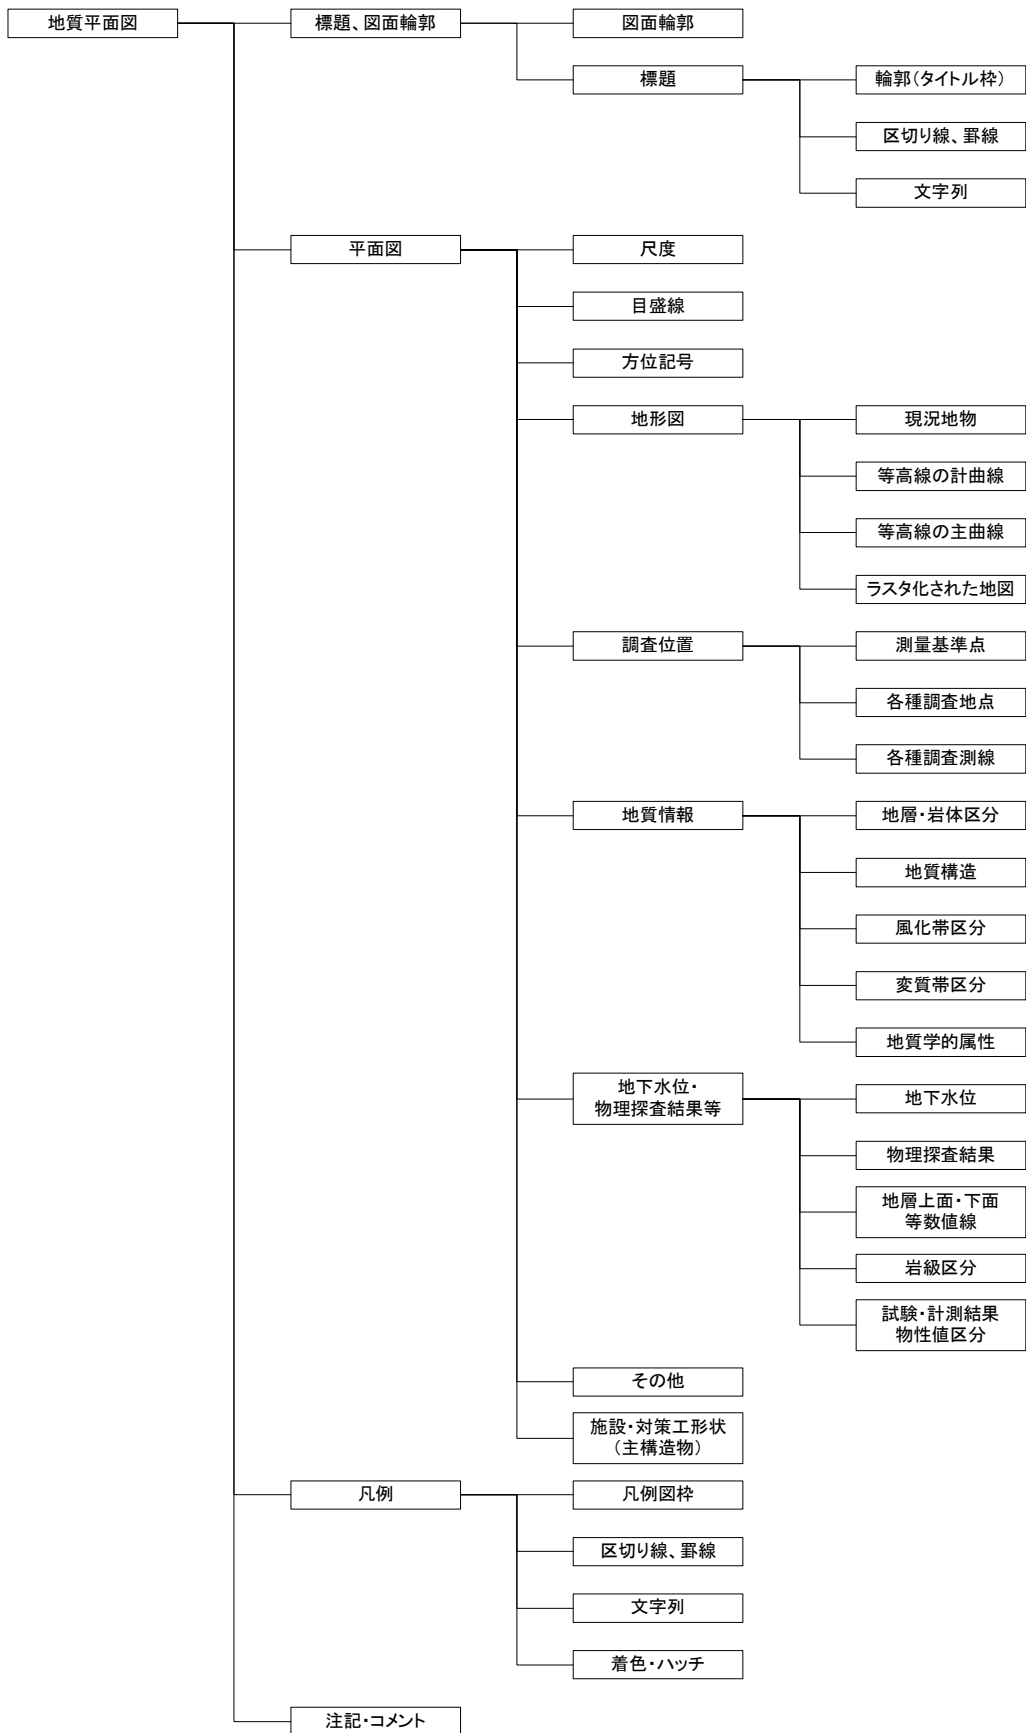 地質平面図
標題、図面輪郭
図面輪郭
標題
輪郭（タイトル枠）
区切り線、罫線
文字列
平面図
尺度
目盛線
方位記号
地形図
現況地物
等高線の計曲線
等高線の主曲線
ラスタ化された地図
調査位置
測量基準点
各種調査地点
各種調査測線
地質情報
地層・岩体区分
地質構造
風化帯区分
変質帯区分
地質学的属性
地下水位・
物理探査結果等
地下水位
物理探査結果
地層上面・下面
等数値線
岩級区分
試験・計測結果
物性値区分
その他
施設・対策工形状
（主構造物）
凡例
凡例図枠
区切り線、罫線
文字列
着色・ハッチ
注記・コメント